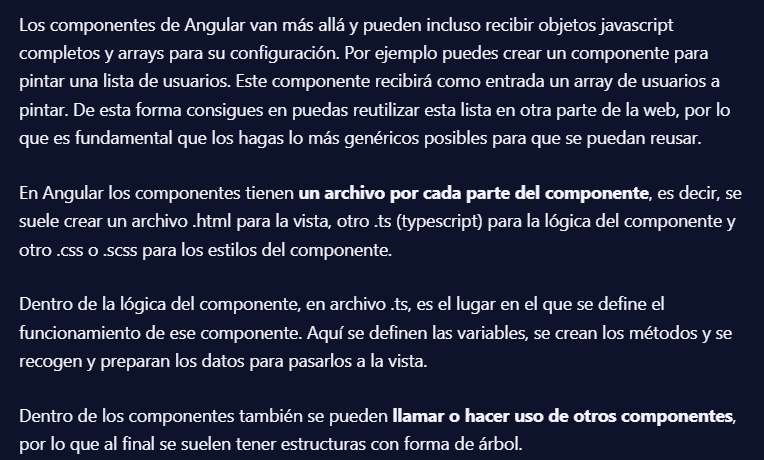 Los componentes de Angular van más allá y pueden incluso recibir objetos javascript
completos y arrays para su configuración. Por ejemplo puedes crear un componente para
pintar una lista de usuarios. Este componente recibirá como entrada un array de usuarios a
pintar. De esta forma consigues en puedas reutilizar esta lista en otra parte de la web, por lo
que es fundamental que los hagas lo más genéricos posibles para que se puedan reusar.
En Angular los componentes tienen un archivo por cada parte del componente, es decir, se
suele crear un archivo .html para la vista, otro .ts (typescript) para la lógica del componente y
otro .css o .scss para los estilos del componente.
Dentro de la lógica del componente, en archivo .ts, es el lugar en el que se define el
funcionamiento de ese componente. Aquí se definen las variables, se crean los métodos y se
recogen y preparan los datos para pasarlos a la vista.
Dentro de los componentes también se pueden llamar o hacer uso de otros componentes,
por lo que al final se suelen tener estructuras con forma de árbol.